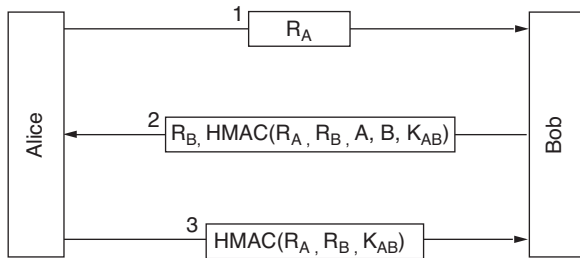 Alice
1
R_A
Bob
2
R_B, HMAC(R_A, R_B, A, B, K_AB)
3
HMAC(R_A, R_B, K_AB)